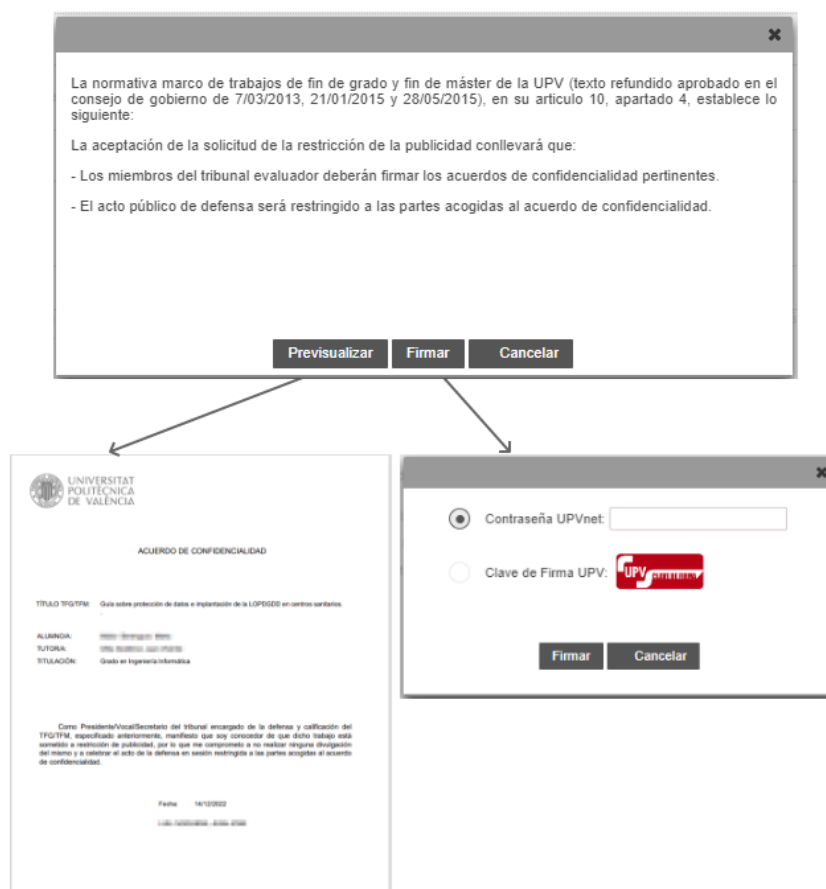 La normativa marco de trabajos de fin de grado y fin de máster de la UPV (texto refundido aprobado en el
consejo de gobierno de 7/03/2013, 21/01/2015 y 28/05/2015), en su articulo 10, apartado 4, establece lo
siguiente:
La aceptación de la solicitud de la restricción de la publicidad conllevará que:
- Los miembros del tribunal evaluador deberán firmar los acuerdos de confidencialidad pertinentes.
- El acto público de defensa será restringido a las partes acogidas al acuerdo de confidencialidad.
Previsualizar Firmar Cancelar
UNIVERSITAT
POLITÈCNICA
DE VALÈNCIA
ACUERDO DE CONFIDENCIALIDAD
TÍTULO TFG/TFM: Guía sobre protección de datos e implantación de la LOPDGDD en centros sanitarios.
ALUMNO/A:
TUTOR/A:
TITULACIÓN: Grado en Ingeniería Informática
Como Presidente/Vocal/Secretario del tribunal encargado de la defensa y calificación del
TFG/TFM, especificado anteriormente, manifiesto que soy conocedor de que dicho trabajo está
sometido a restricción de publicidad, por lo que me comprometo a no realizar ninguna divulgación
del mismo y a celebrar el acto de la defensa en sesión restringida a las partes acogidas al acuerdo
de confidencialidad.
Fecha: 14/12/2022
Contraseña UPVnet:
Clave de Firma UPV: UPV
Firmar Cancelar